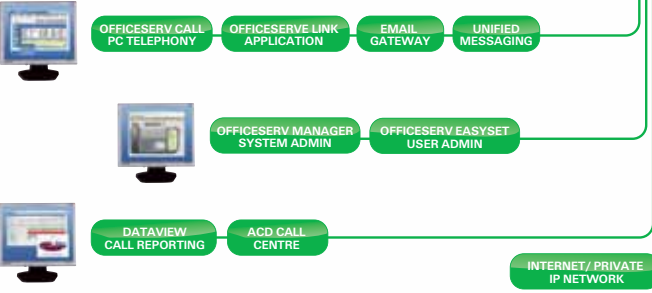 OFFICESERV CALL
PC TELEPHONY
OFFICESERVE LINK
APPLICATION
EMAIL
GATEWAY
UNIFIED
MESSAGING
OFFICESERV MANAGER
SYSTEM ADMIN
OFFICESERV EASYSET
USER ADMIN
DATAVIEW
CALL REPORTING
ACD CALL
CENTRE
INTERNET/ PRIVATE
IP NETWORK